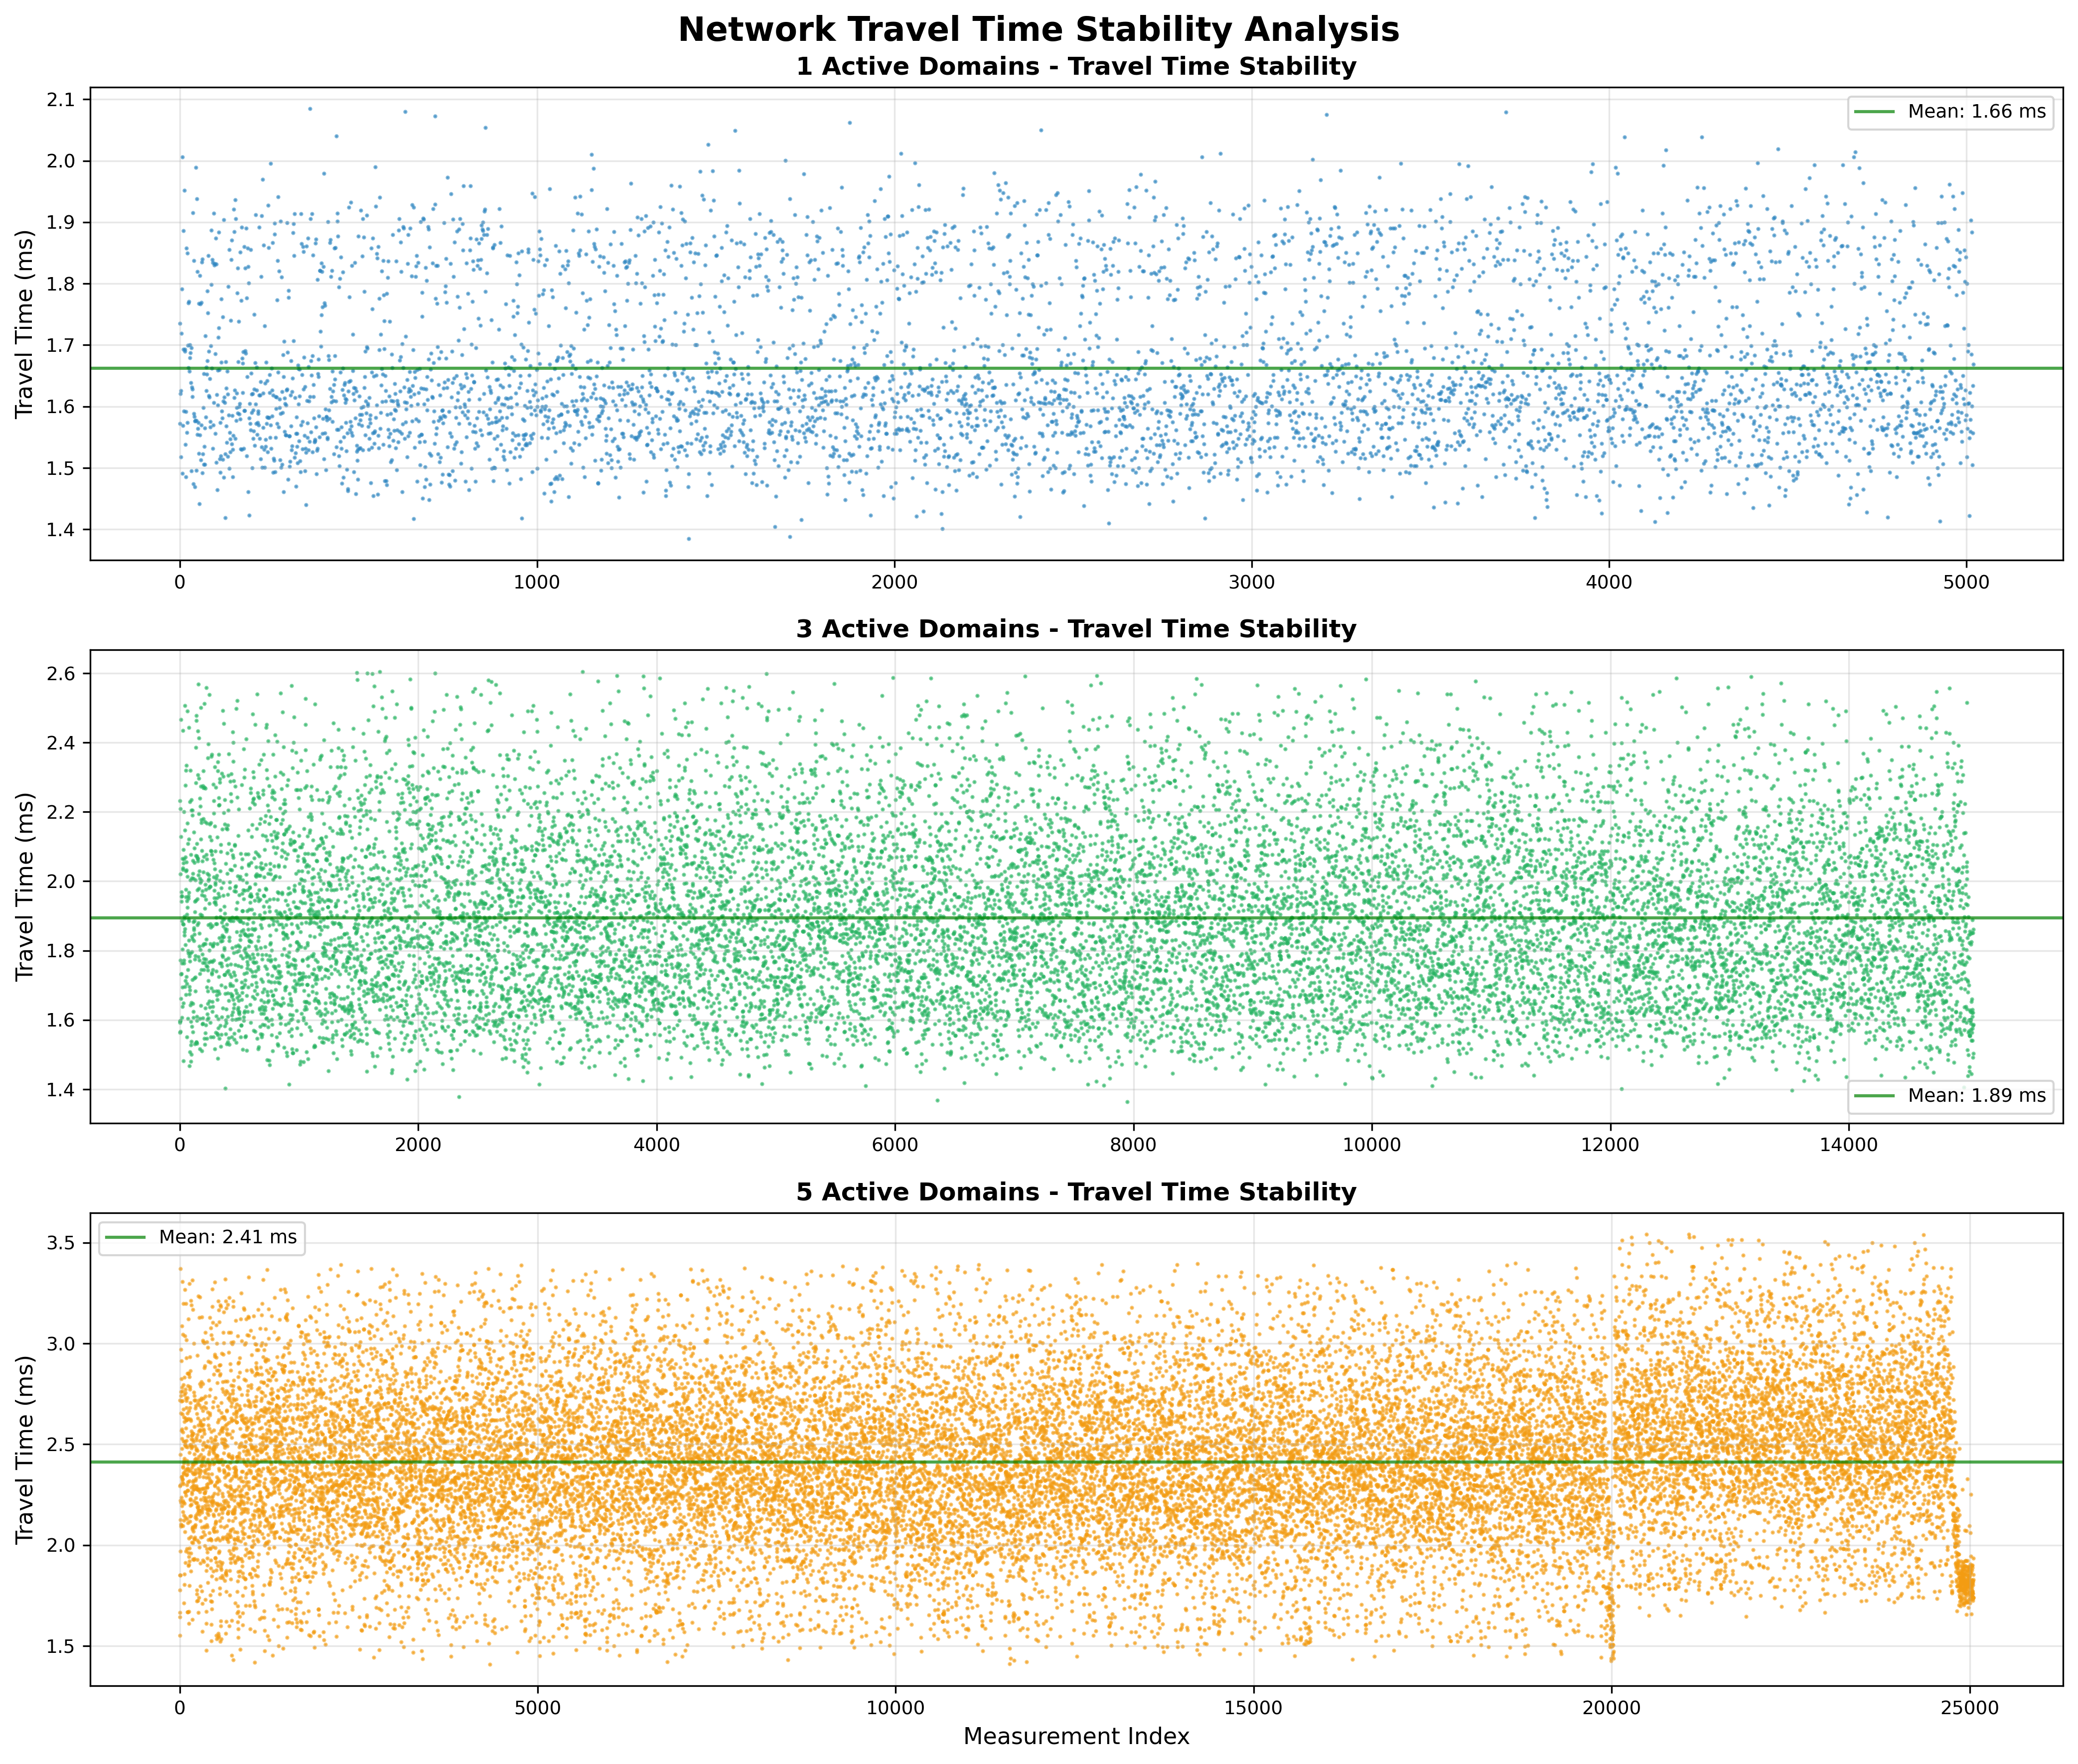 Network Travel Time Stability Analysis
1 Active Domains - Travel Time Stability
Travel Time (ms)
2.1
2.0
1.9
1.8
1.7
1.6
1.5
1.4
Mean: 1.66 ms
0 1000 2000 3000 4000 5000
3 Active Domains - Travel Time Stability
Travel Time (ms)
2.6
2.4
2.2
2.0
1.8
1.6
1.4
Mean: 1.89 ms
0 2000 4000 6000 8000 10000 12000 14000
5 Active Domains - Travel Time Stability
Travel Time (ms)
3.5
3.0
2.5
2.0
1.5
Mean: 2.41 ms
0 5000 10000 15000 20000 25000
Measurement Index